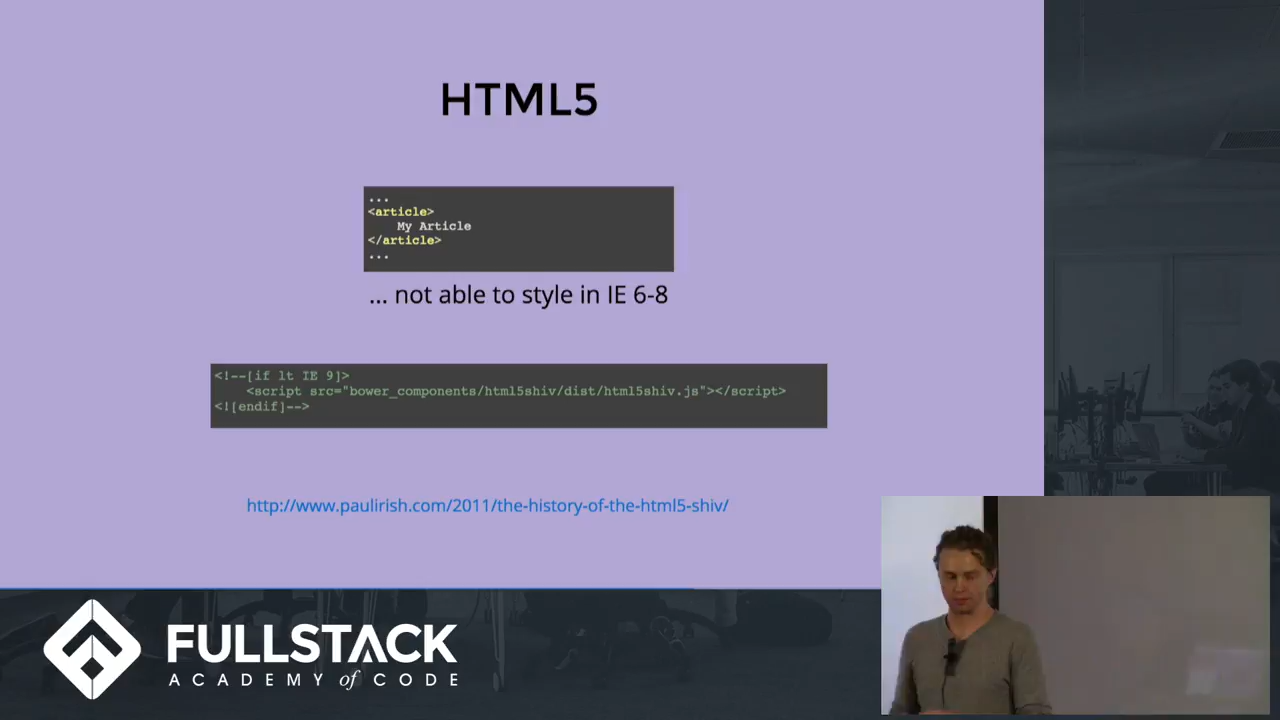 HTML5
...
<article>
My Article
</article>
...
... not able to style in IE 6-8
<!--[if lt IE 9]>
<script src="bower_components/html5shiv/dist/html5shiv.js"></script>
<![endif]-->
http://www.paulirish.com/2011/the-history-of-the-html5-shiv/
FULLSTACK
ACADEMY of CODE